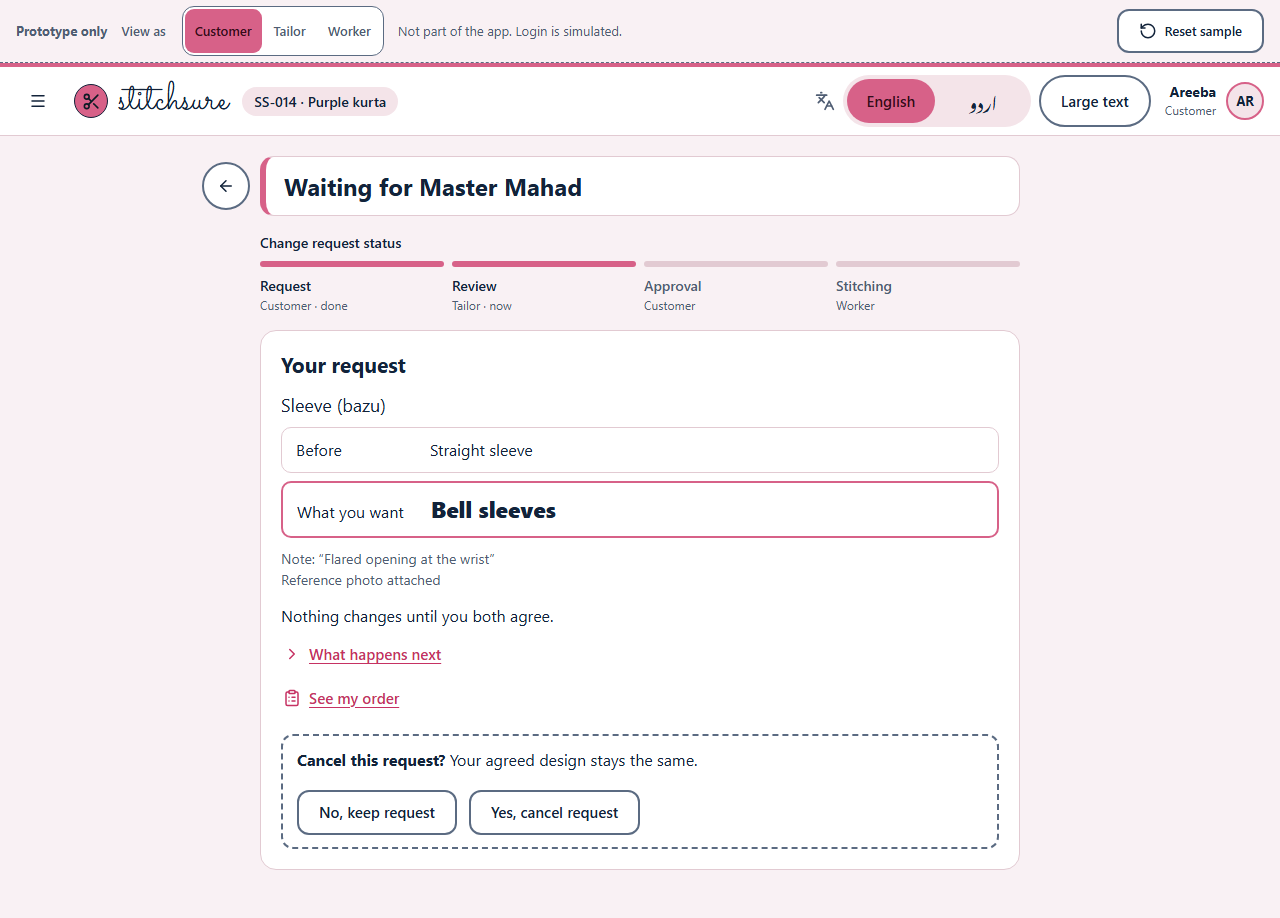 Prototype only View as Customer Tailor Worker Not part of the app. Login is simulated. Reset sample
stitchsure SS-014 · Purple kurta English اردو Large text Areeba AR
Customer
Waiting for Master Mahad
Change request status
Request Review Approval Stitching
Customer · done Tailor · now Customer Worker
Your request
Sleeve (bazu)
Before Straight sleeve
What you want Bell sleeves
Note: “Flared opening at the wrist”
Reference photo attached
Nothing changes until you both agree.
What happens next
See my order
Cancel this request? Your agreed design stays the same.
No, keep request Yes, cancel request